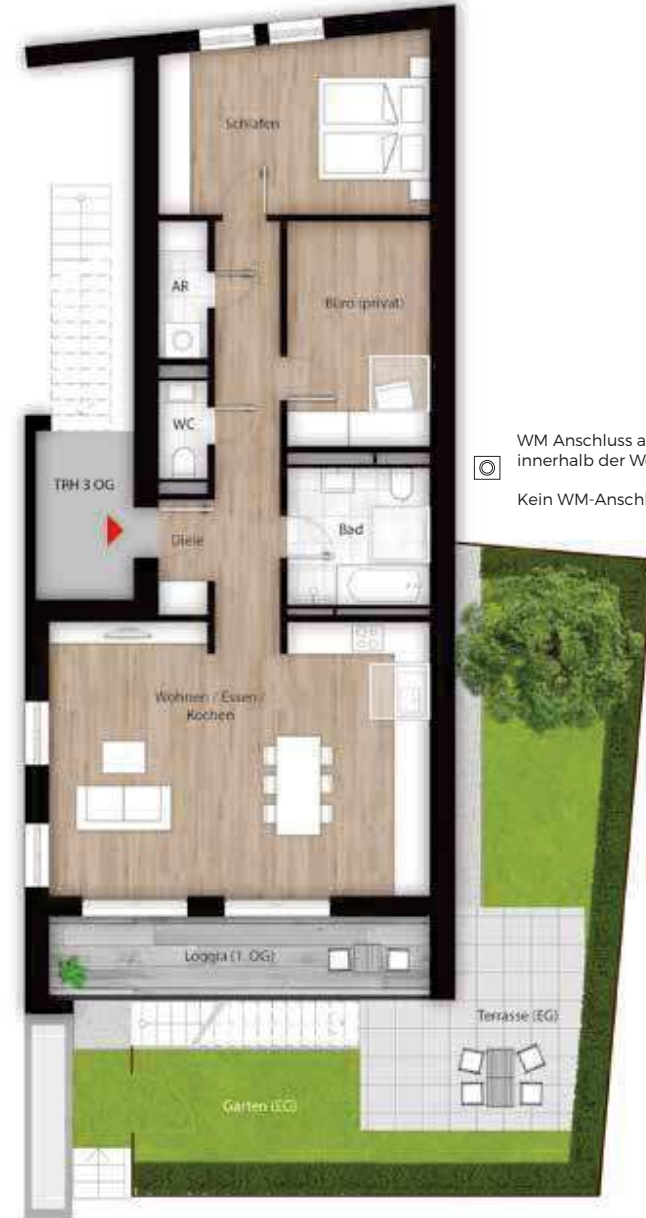 Schlafen
AR
Büro (privat)
WC
WM Anschluss a
innerhalb der W
Kein WM-Anschl
TRH 3 OG
Diele
Bad
Wohnen / Essen /
Kochen
Loggia (1. OG)
Terrasse (EG)
Garten (EG)